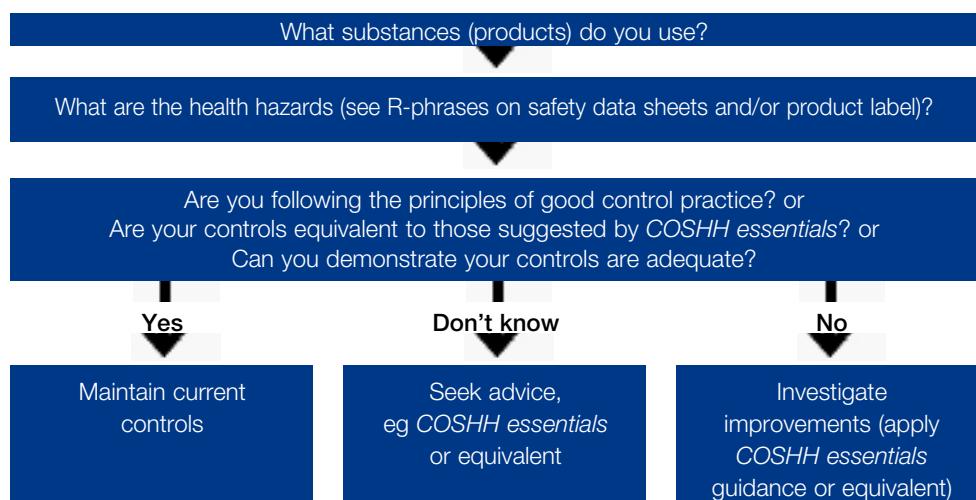 What substances (products) do you use?
What are the health hazards (see R-phrases on safety data sheets and/or product label)?
Are you following the principles of good control practice? or
Are your controls equivalent to those suggested by COSHH essentials? or
Can you demonstrate your controls are adequate?
Yes
Don't know
No
Maintain current
controls
Seek advice,
eg COSHH essentials
or equivalent
Investigate
improvements (apply
COSHH essentials
guidance or equivalent)